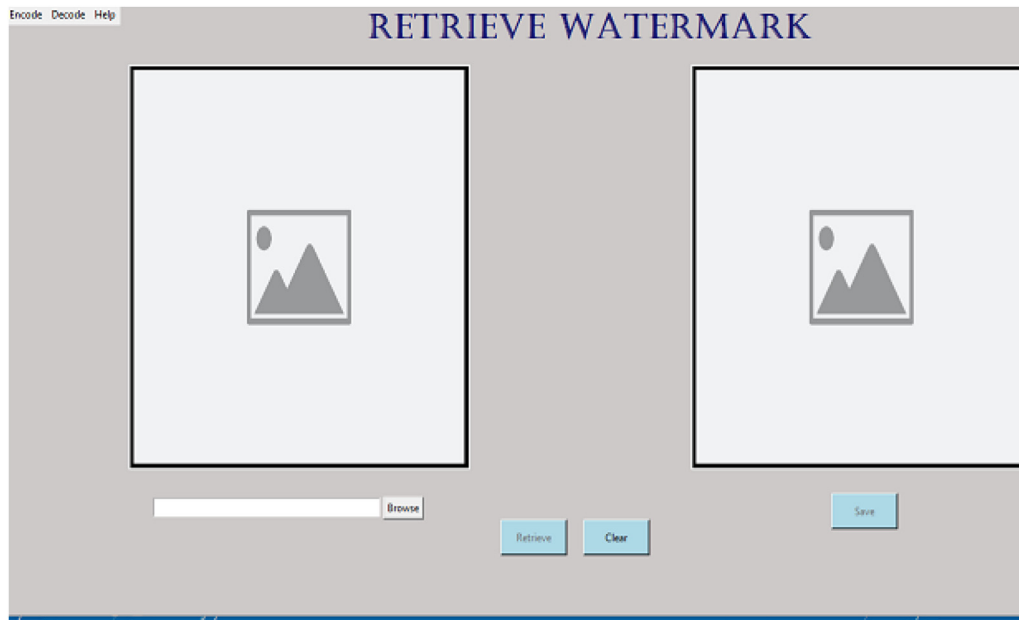 Encode Decode Help
RETRIEVE WATERMARK
Browse
Retrieve Clear
Save